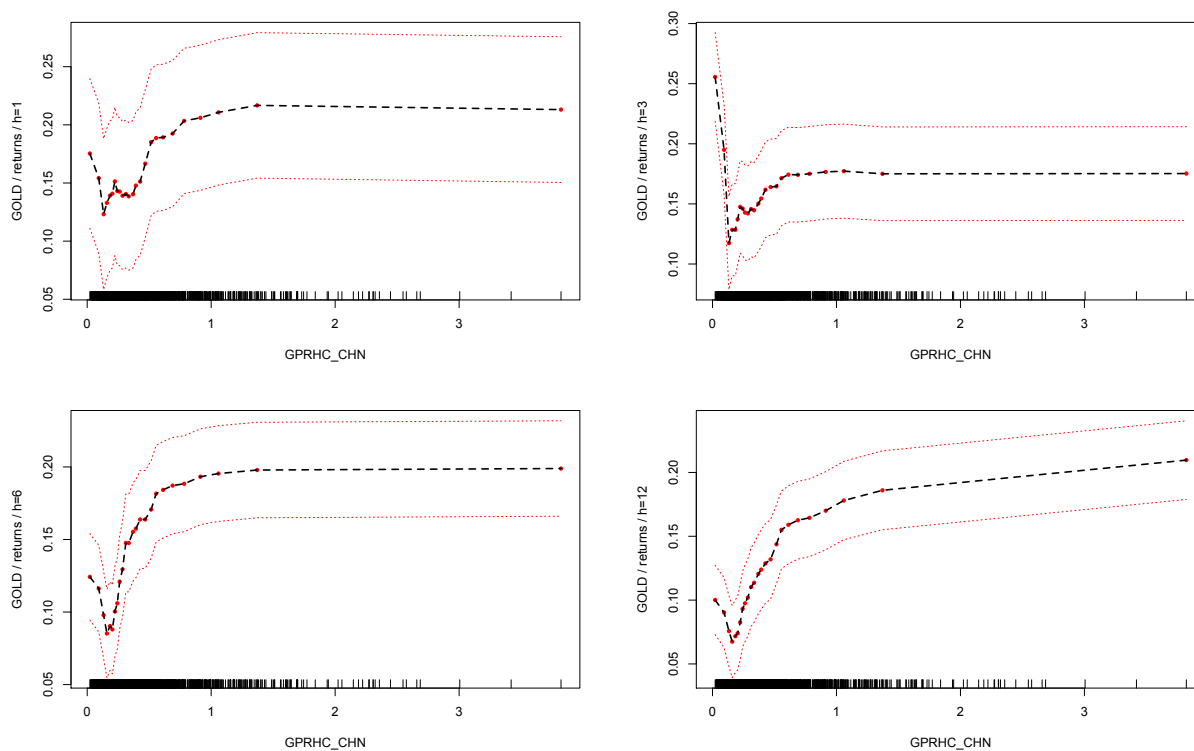 GOLD / returns / h=1
0.05 0.10 0.15 0.20 0.25
0 1 2 3
GPRHC_CHN
GOLD / returns / h=3
0.10 0.15 0.20 0.25 0.30
0 1 2 3
GPRHC_CHN
GOLD / returns / h=6
0.05 0.10 0.15 0.20
0 1 2 3
GPRHC_CHN
GOLD / returns / h=12
0.05 0.10 0.15 0.20
0 1 2 3
GPRHC_CHN